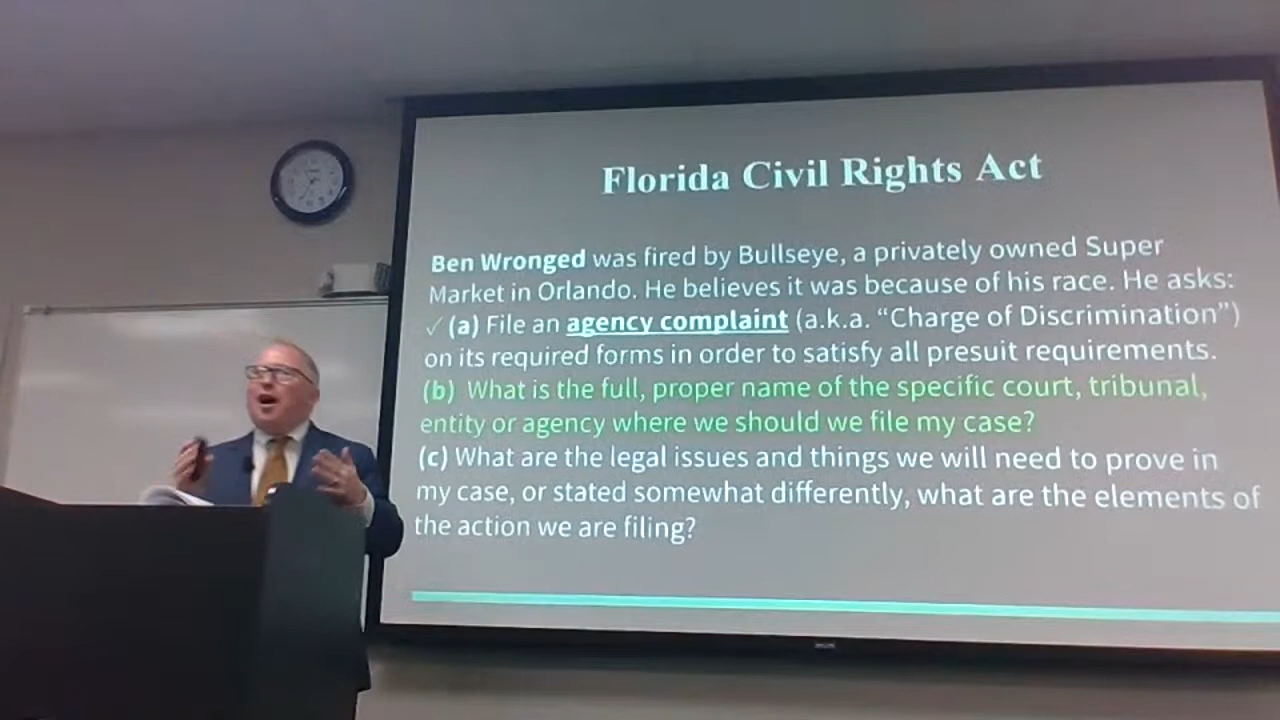 Florida Civil Rights Act
Ben Wronged was fired by Bullseye, a privately owned Super
Market in Orlando. He believes it was because of his race. He asks:
✓ (a) File an agency complaint (a.k.a. “Charge of Discrimination”)
on its required forms in order to satisfy all presuit requirements.
(b) What is the full, proper name of the specific court, tribunal,
entity or agency where we should we file my case?
(c) What are the legal issues and things we will need to prove in
my case, or stated somewhat differently, what are the elements of
the action we are filing?